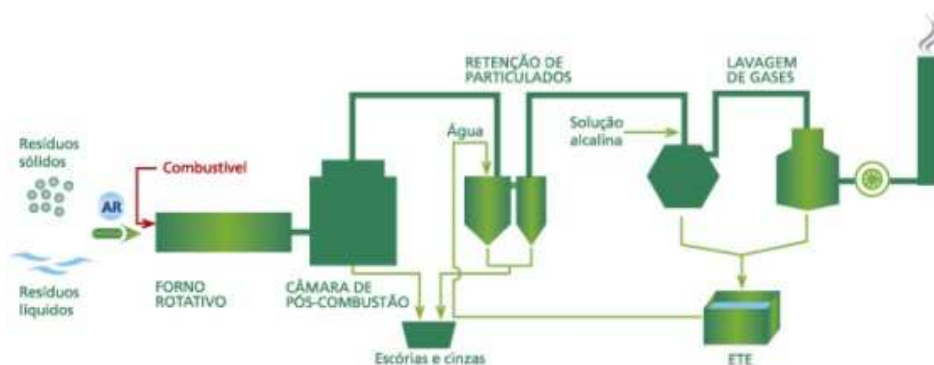 RETENÇÃO DE
PARTICULADOS
LAVAGEM
DE GASES
Água
Solução
alcalina
Resíduos
sólidos
Combustível
AR
Resíduos
líquidos
FORNO
ROTATIVO
CÂMARA DE
PÓS-COMBUSTÃO
Escórias e cinzas
ETE